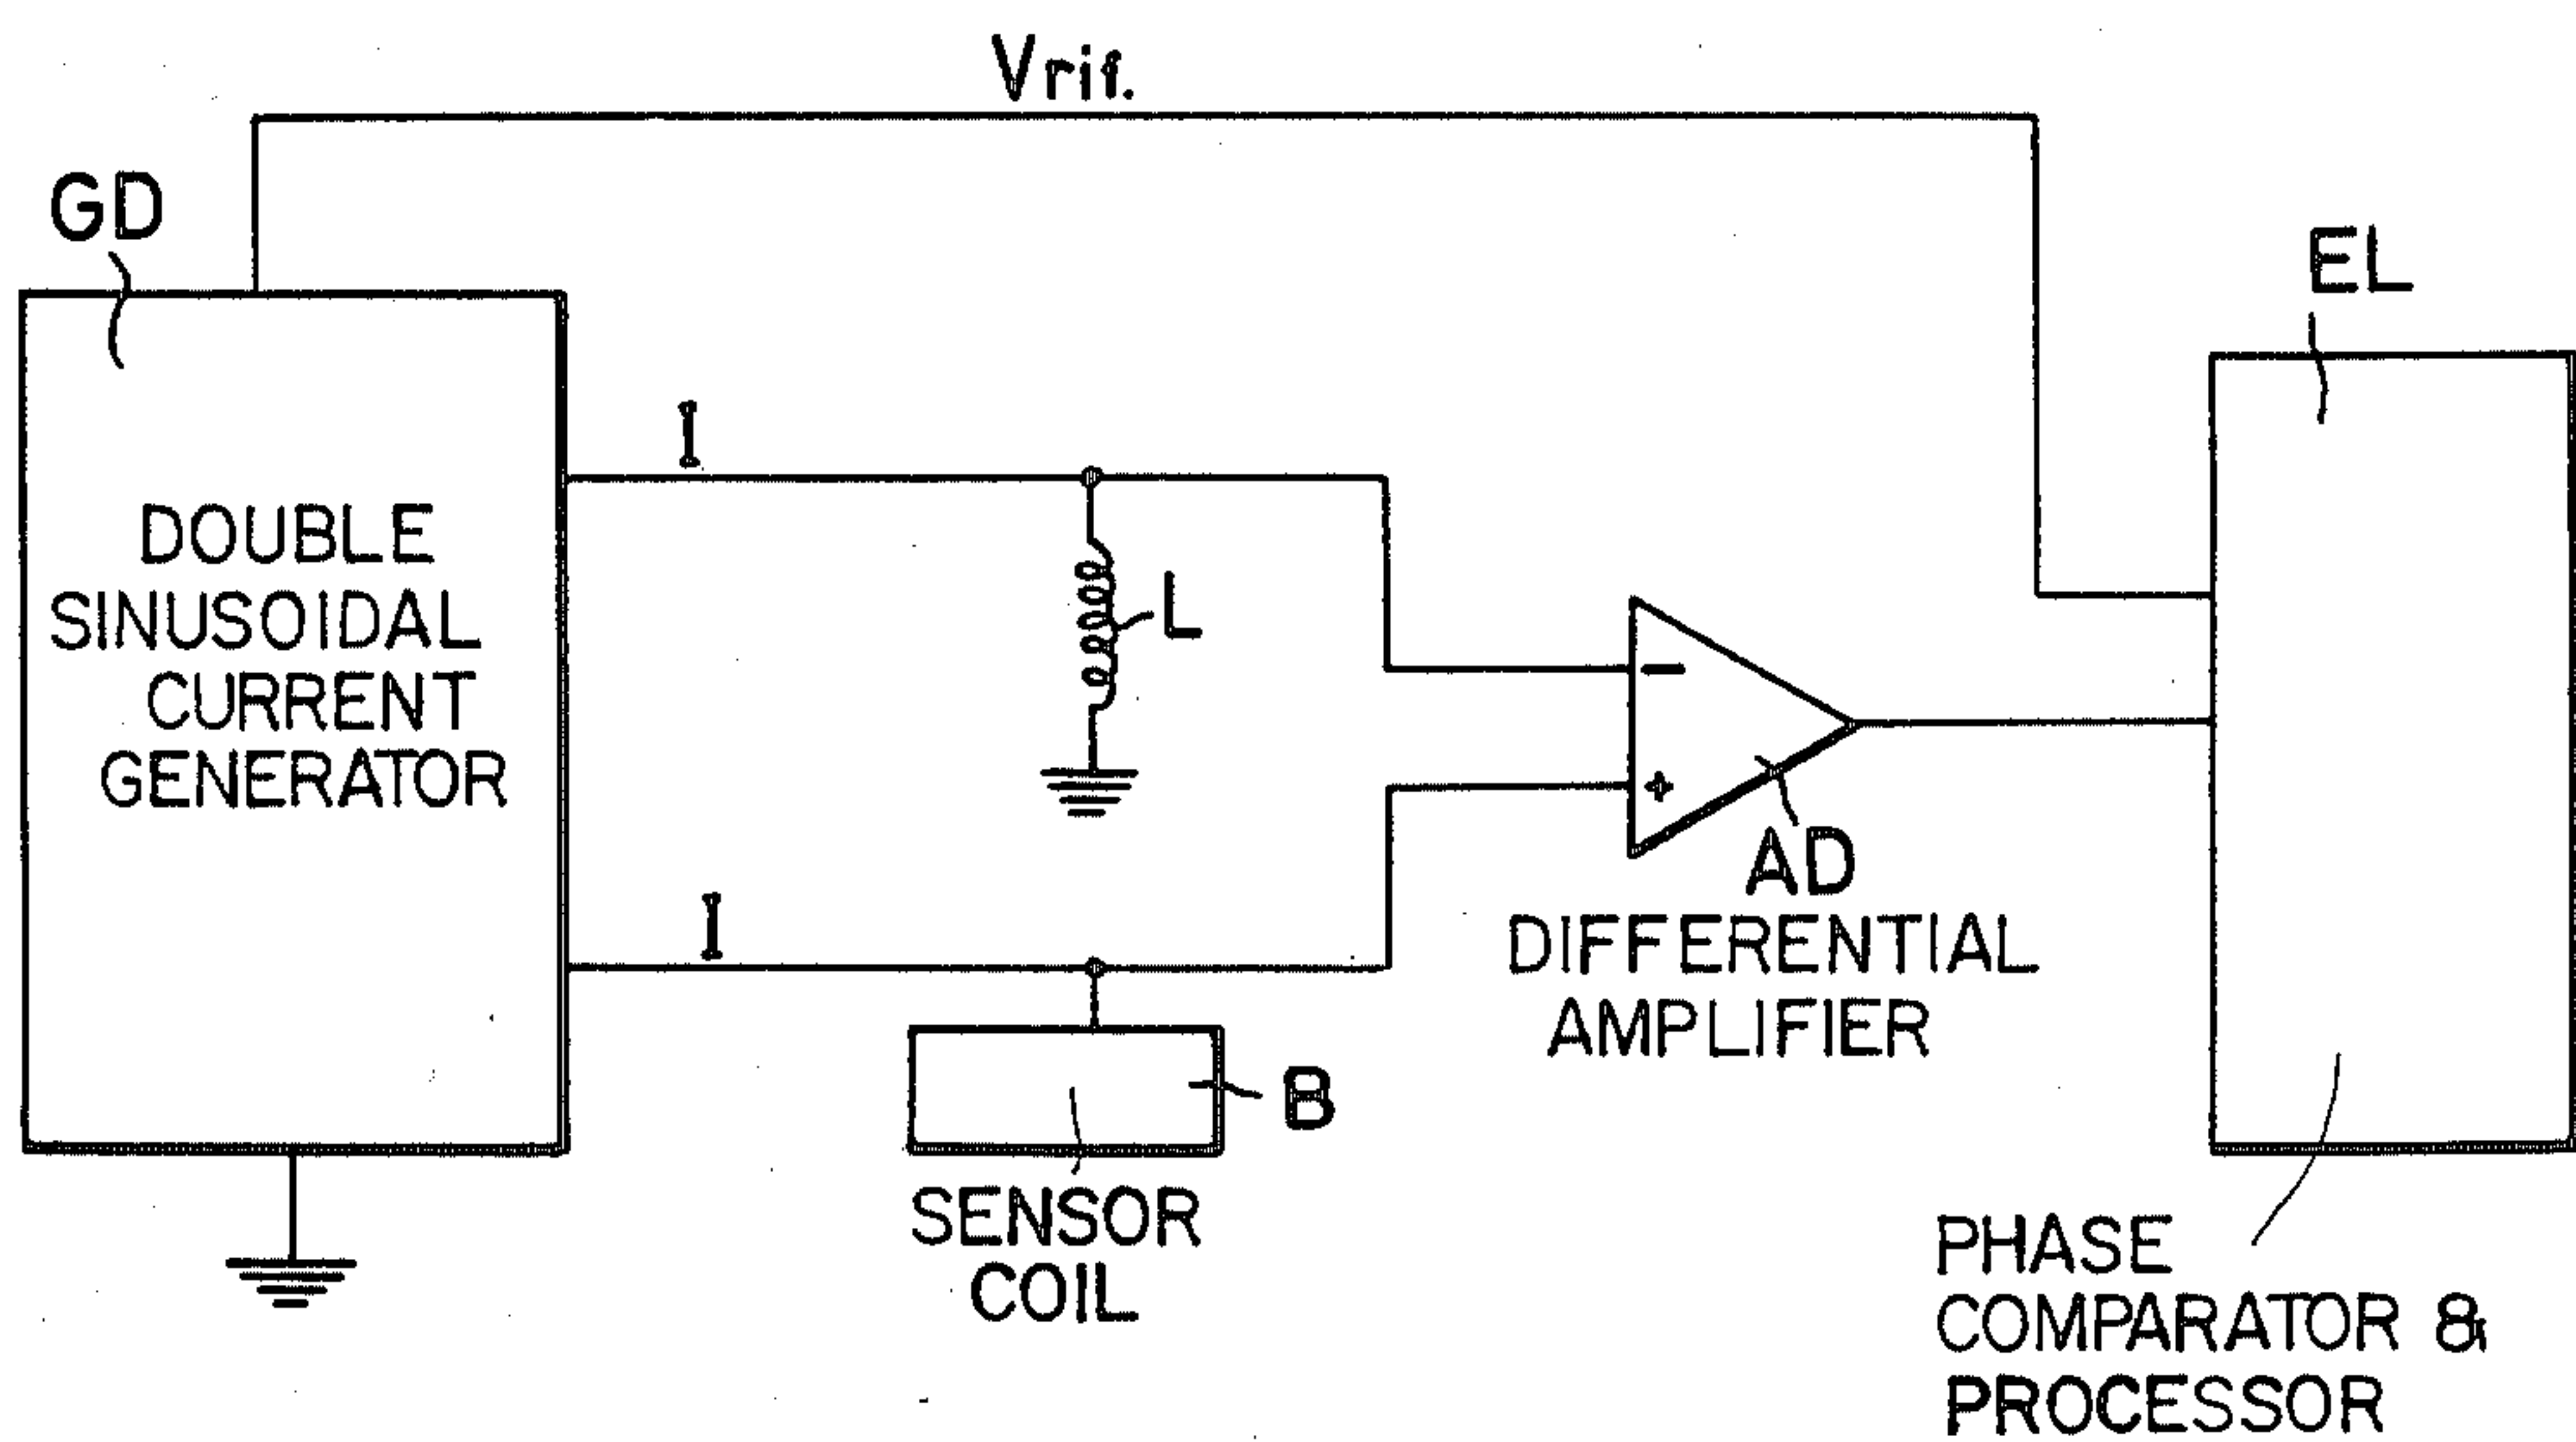 Vrif.
GD
EL
I
DOUBLE
SINUSOIDAL
CURRENT
GENERATOR
L
−
+
AD
DIFFERENTIAL
AMPLIFIER
I
B
SENSOR
COIL
PHASE
COMPARATOR &
PROCESSOR